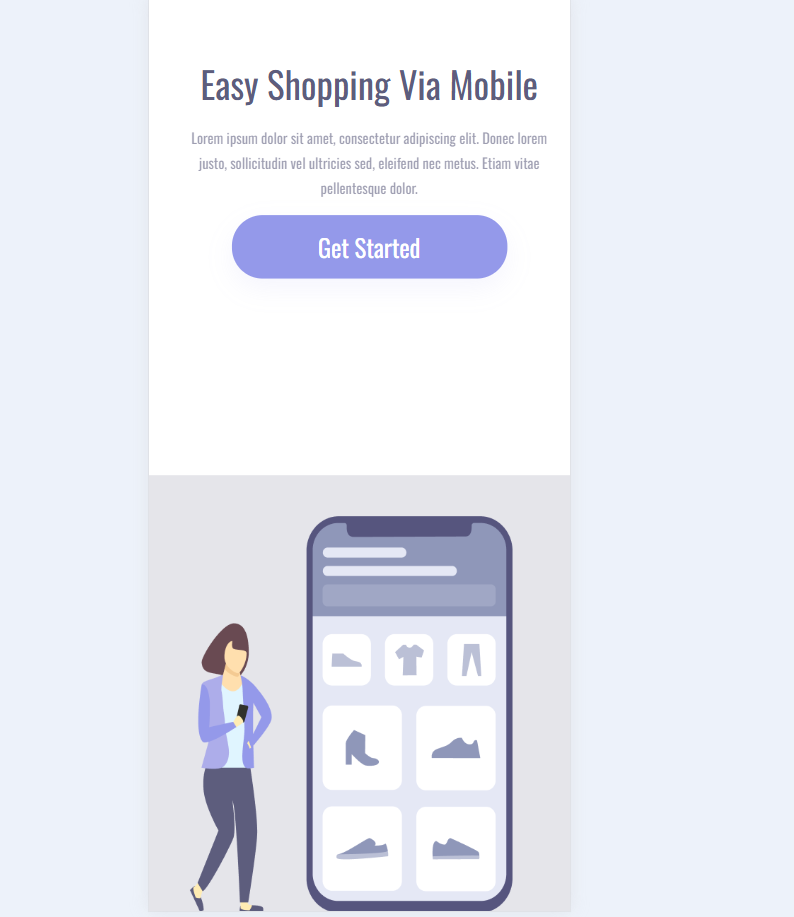 Easy Shopping Via Mobile
Lorem ipsum dolor sit amet, consectetur adipiscing elit. Donec lorem
justo, sollicitudin vel ultricies sed, eleifend nec metus. Etiam vitae
pellentesque dolor.
Get Started